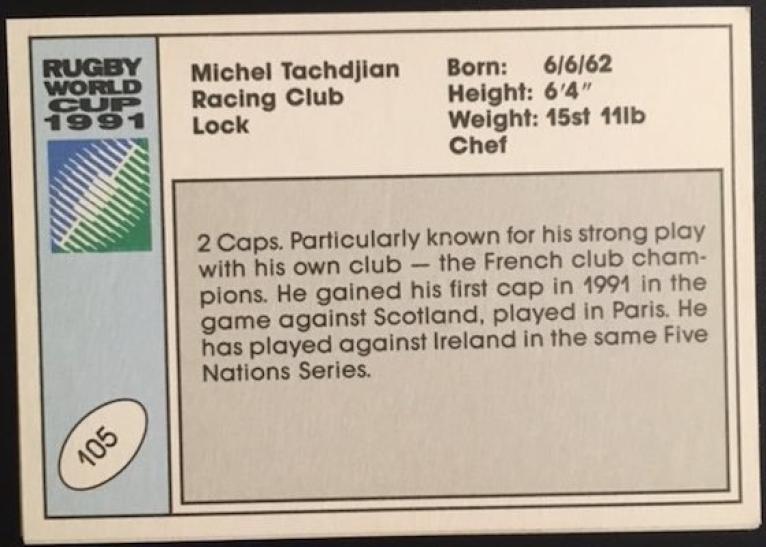 RUGBY
WORLD
CUP
1991
Michel Tachdjian
Racing Club
Lock
Born: 6/6/62
Height: 6'4"
Weight: 15st 11lb
Chef
2 Caps. Particularly known for his strong play
with his own club — the French club cham-
pions. He gained his first cap in 1991 in the
game against Scotland, played in Paris. He
has played against Ireland in the same Five
Nations Series.
105